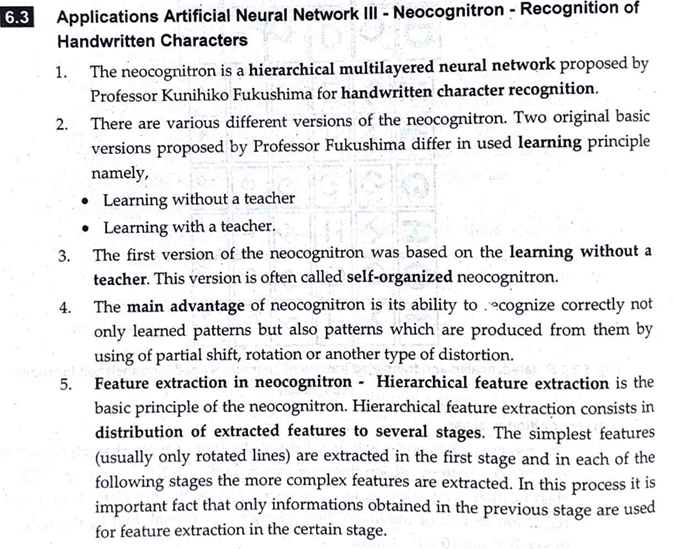 6.3 Applications Artificial Neural Network III - Neocognitron - Recognition of
Handwritten Characters
1. The neocognitron is a hierarchical multilayered neural network proposed by
Professor Kunihiko Fukushima for handwritten character recognition.
2. There are various different versions of the neocognitron. Two original basic
versions proposed by Professor Fukushima differ in used learning principle
namely,
• Learning without a teacher
• Learning with a teacher.
3. The first version of the neocognitron was based on the learning without a
teacher. This version is often called self-organized neocognitron.
4. The main advantage of neocognitron is its ability to recognize correctly not
only learned patterns but also patterns which are produced from them by
using of partial shift, rotation or another type of distortion.
5. Feature extraction in neocognitron - Hierarchical feature extraction is the
basic principle of the neocognitron. Hierarchical feature extraction consists in
distribution of extracted features to several stages. The simplest features
(usually only rotated lines) are extracted in the first stage and in each of the
following stages the more complex features are extracted. In this process it is
important fact that only informations obtained in the previous stage are used
for feature extraction in the certain stage.